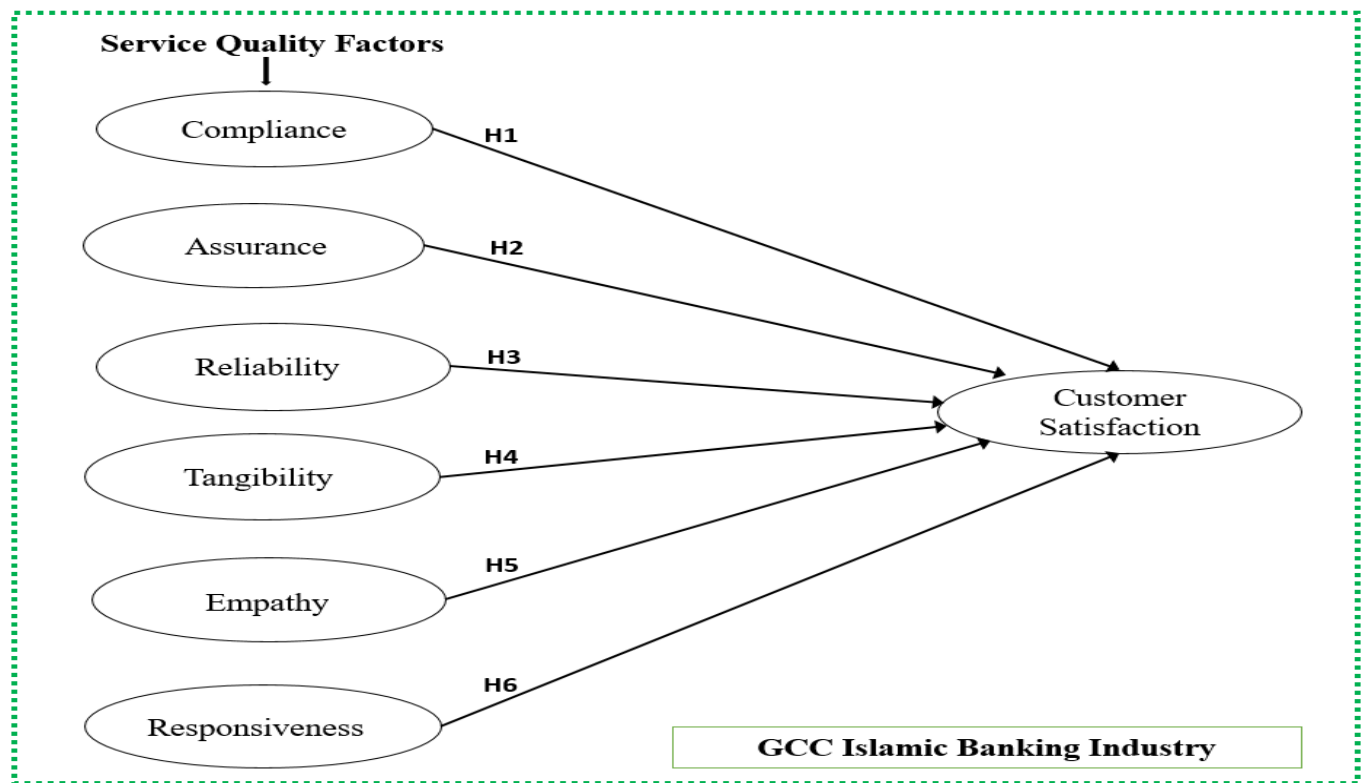 Service Quality Factors
Compliance
H1
Assurance
H2
Reliability
H3
Customer
Satisfaction
Tangibility
H4
Empathy
H5
Responsiveness
H6
GCC Islamic Banking Industry